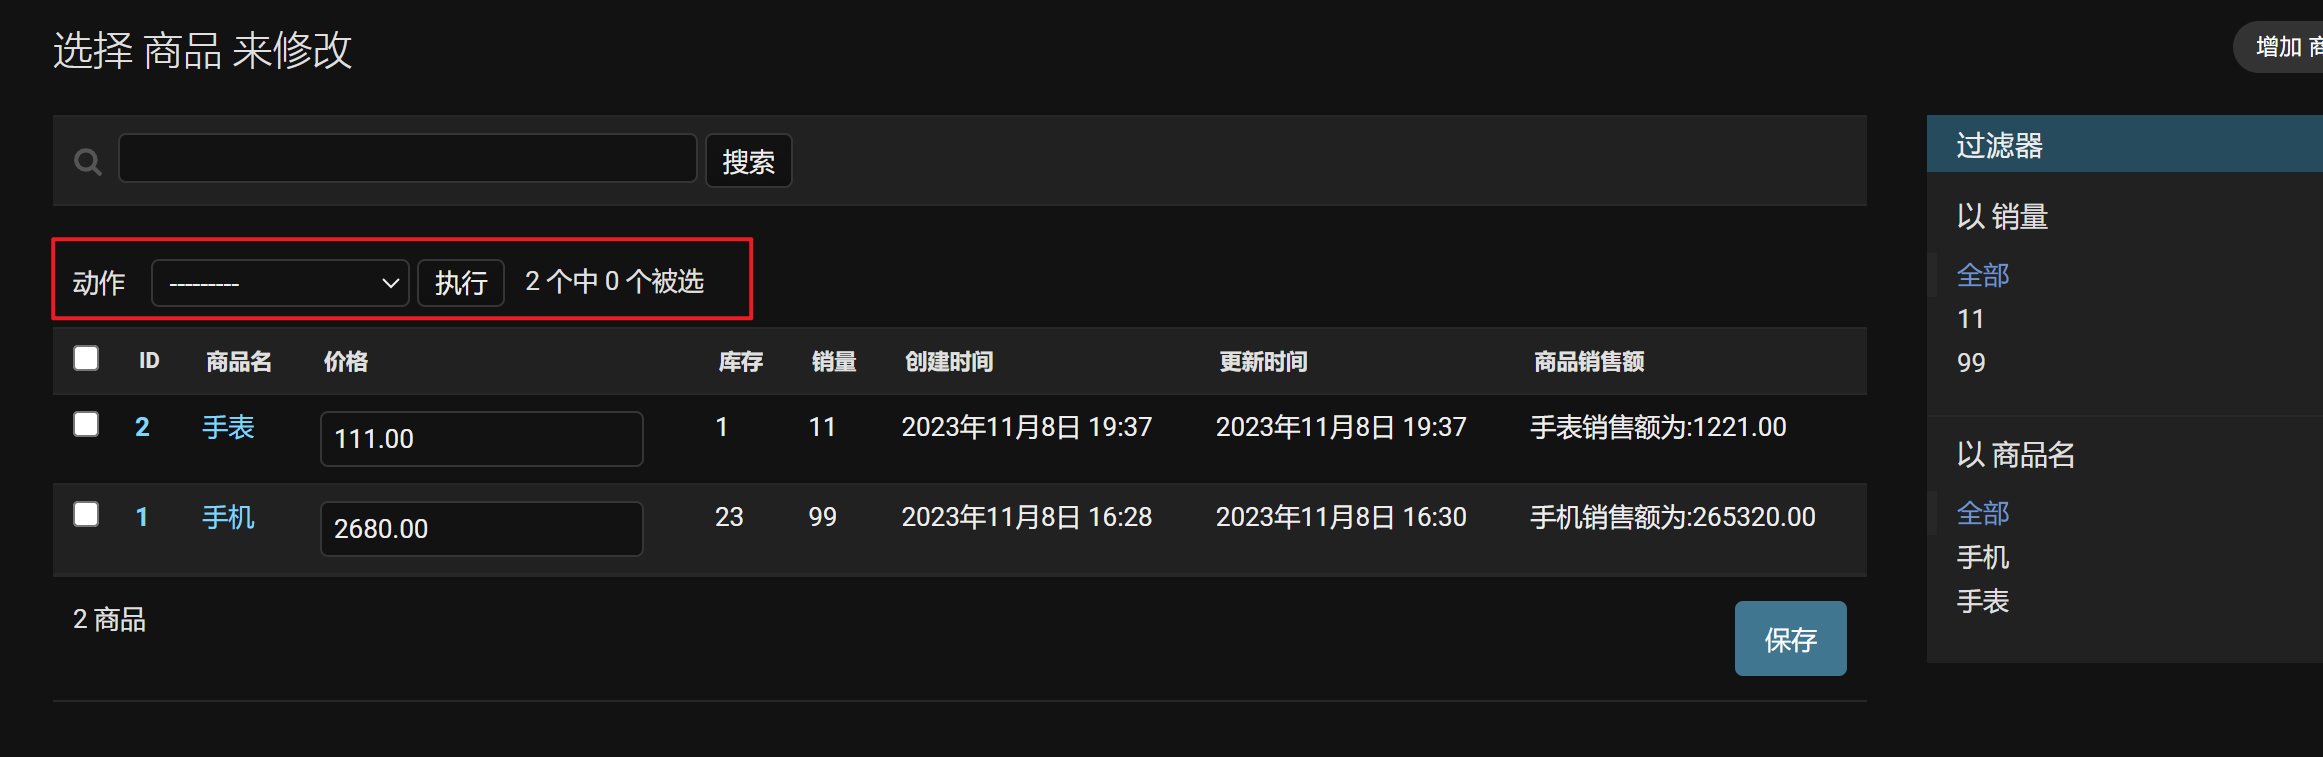 选择 商品 来修改
增加 商
搜索
动作 --------- 执行 2 个中 0 个被选
ID 商品名 价格 库存 销量 创建时间 更新时间 商品销售额
2 手表 111.00 1 11 2023年11月8日 19:37 2023年11月8日 19:37 手表销售额为:1221.00
1 手机 2680.00 23 99 2023年11月8日 16:28 2023年11月8日 16:30 手机销售额为:265320.00
2 商品
保存
过滤器
以 销量
全部
11
99
以 商品名
全部
手机
手表